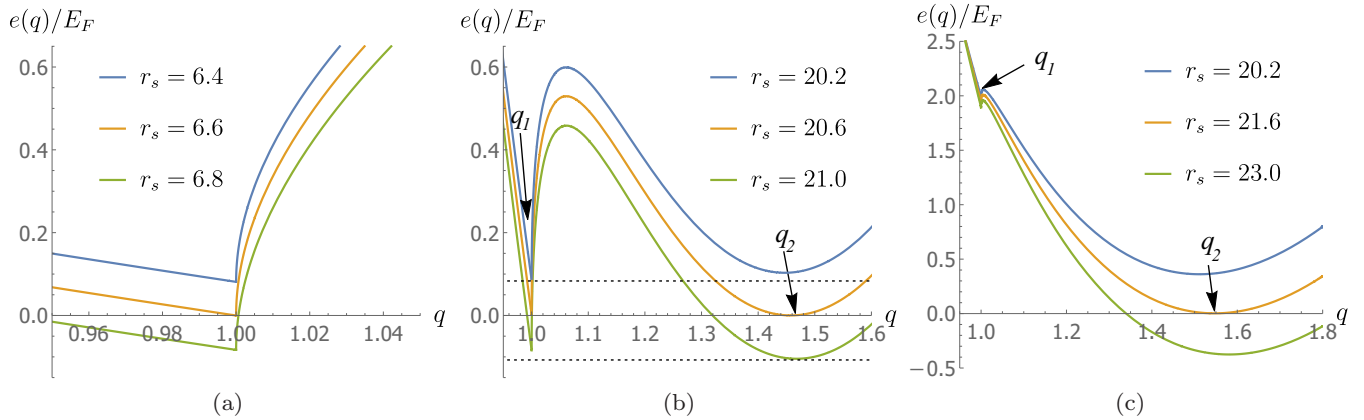 e(q)/E_F
0.6
0.4
0.2
0.0
0.96
0.98
1.00
1.02
1.04
q
r_s = 6.4
r_s = 6.6
r_s = 6.8
(a)
e(q)/E_F
0.6
0.4
0.2
0.0
1.0
1.1
1.2
1.3
1.4
1.5
1.6
q
q_1
q_2
r_s = 20.2
r_s = 20.6
r_s = 21.0
(b)
e(q)/E_F
2.5
2.0
1.5
1.0
0.5
0.0
−0.5
1.0
1.2
1.4
1.6
1.8
q
q_1
q_2
r_s = 20.2
r_s = 21.6
r_s = 23.0
(c)